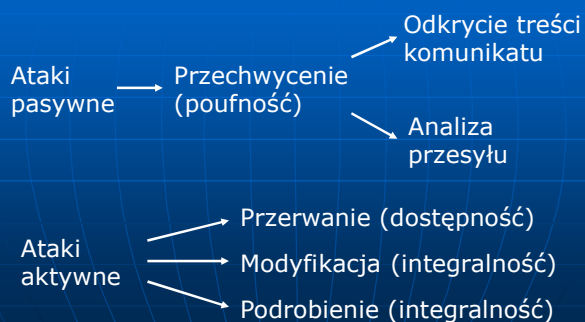 Odkrycie treści
komunikatu
Ataki
pasywne
Przechwycenie
(poufność)
Analiza
przesyłu
Ataki
aktywne
Przerwanie (dostępność)
Modyfikacja (integralność)
Podrobienie (integralność)